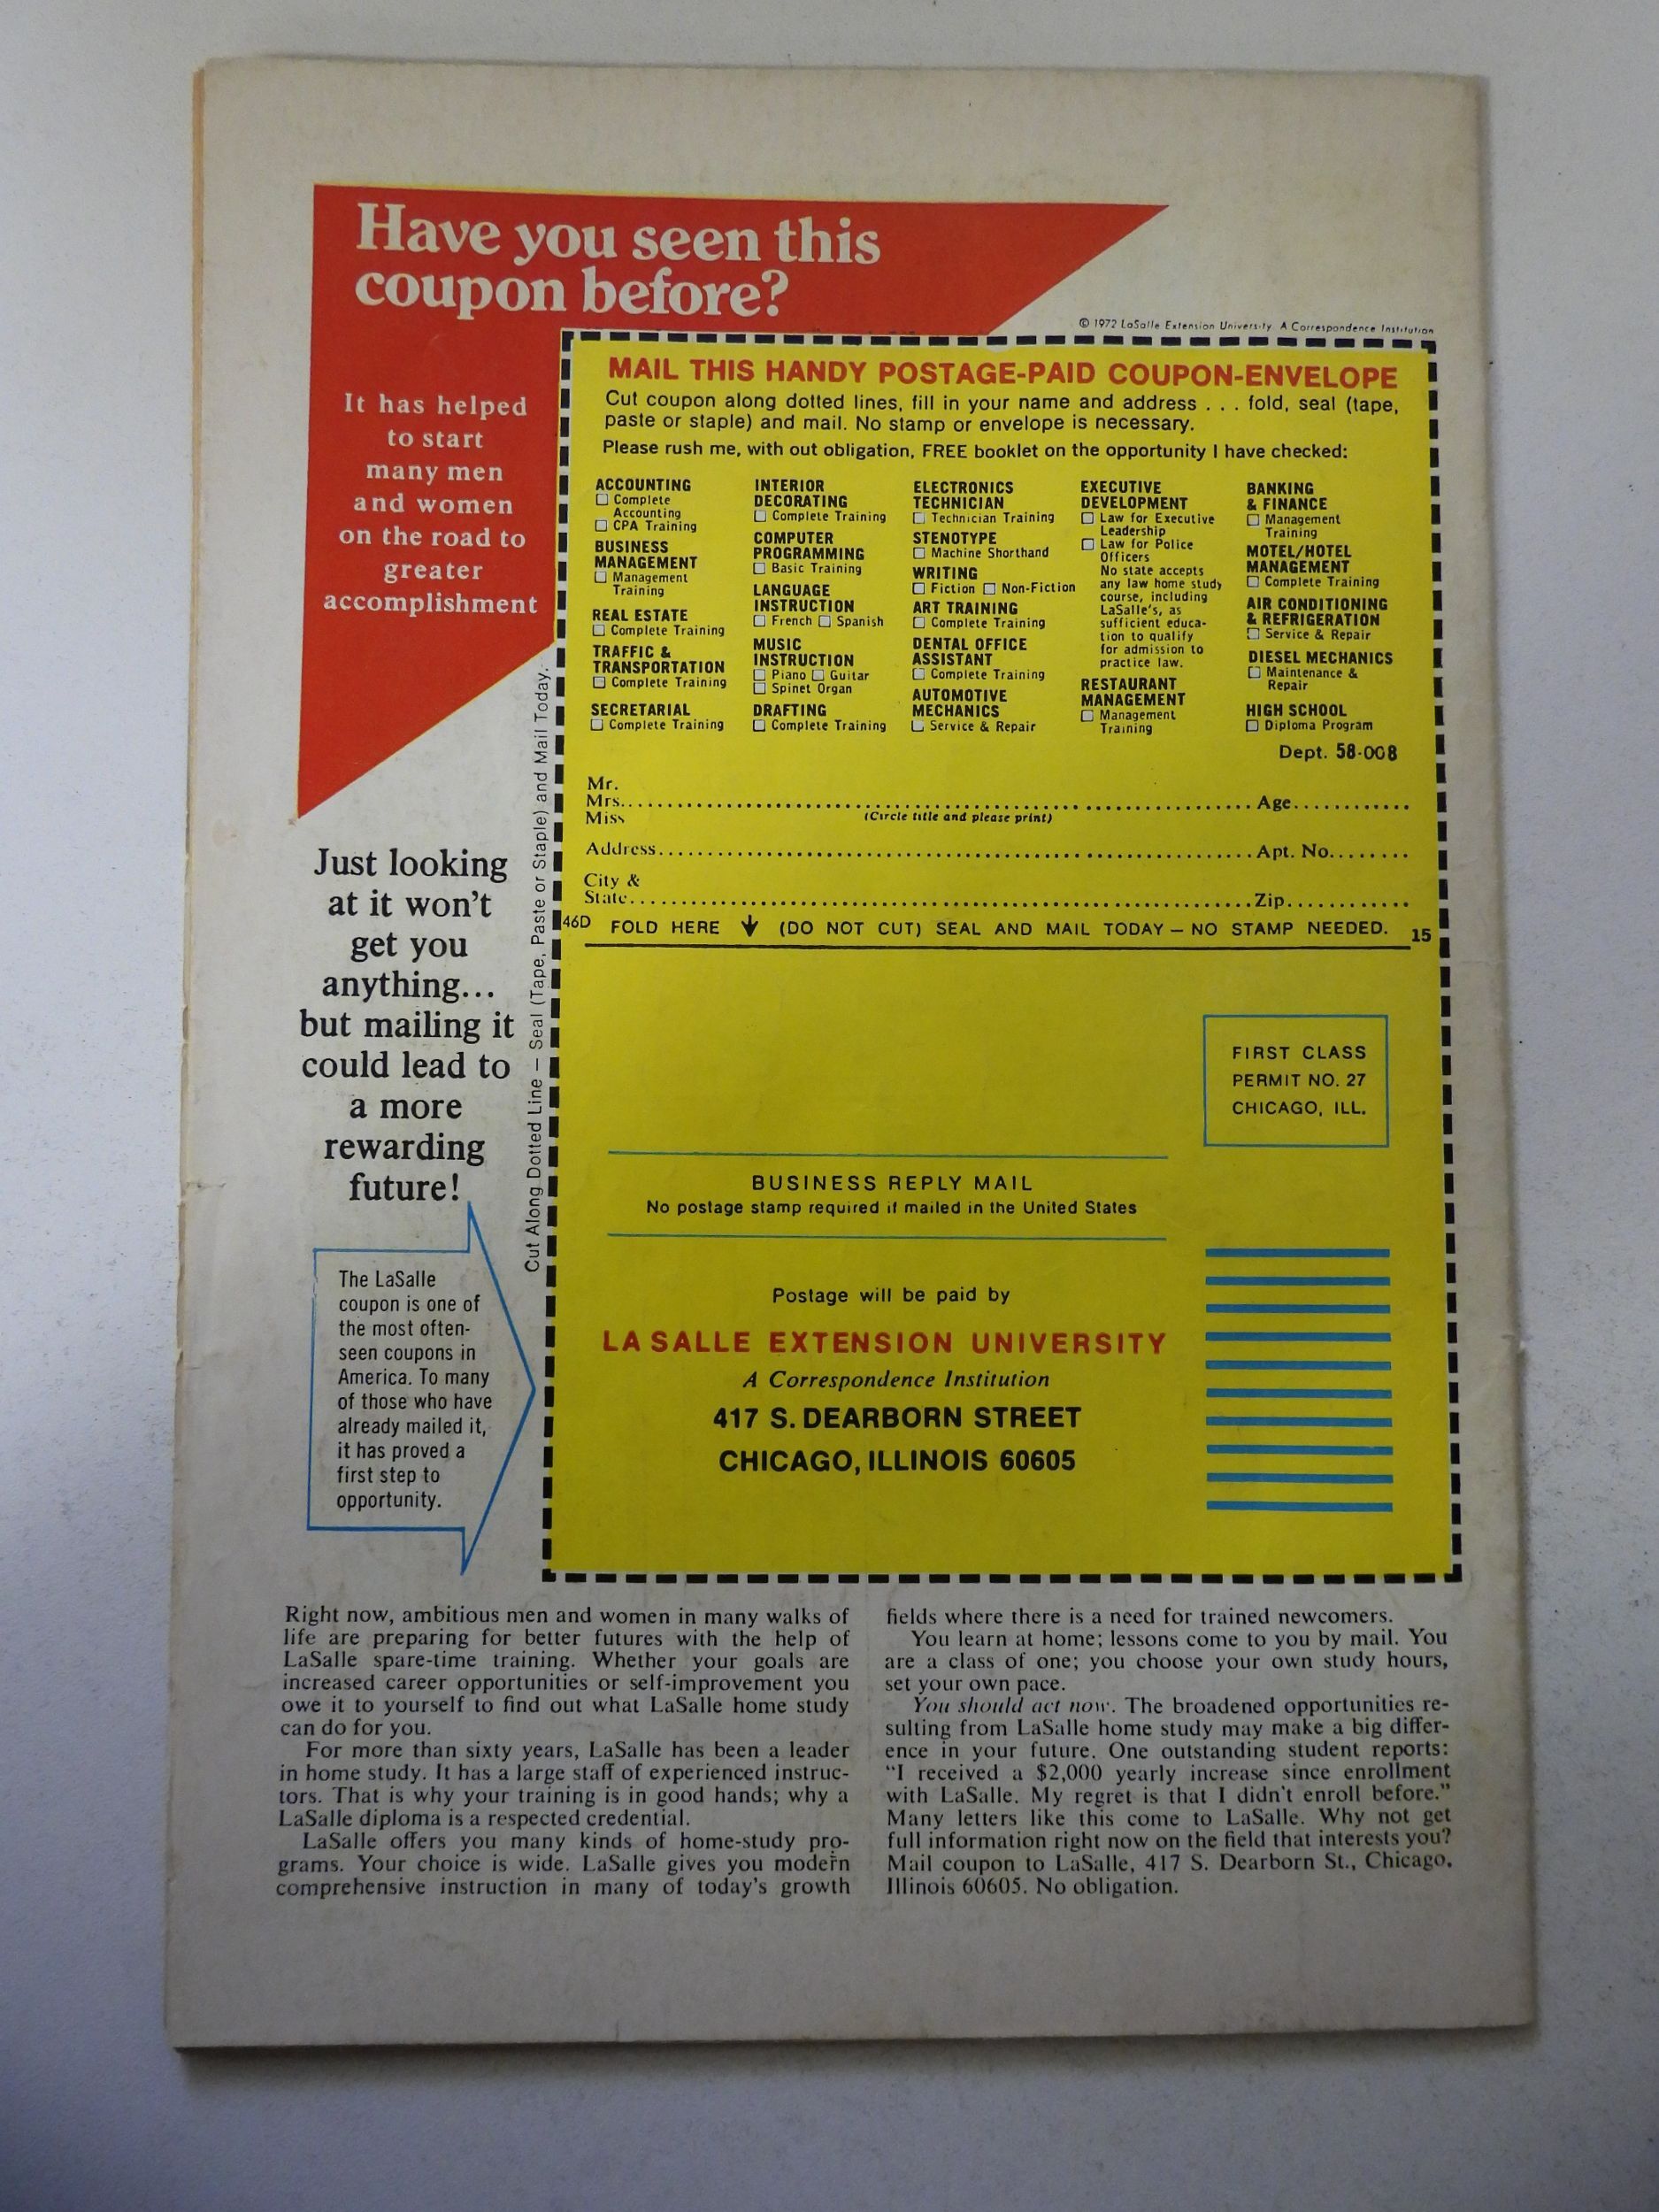 Have you seen this
coupon before?
© 1972 LaSalle Extension University A Correspondence Institution
It has helped
to start
many men
and women
on the road to
greater
accomplishment
Just looking
at it won't
get you
anything...
but mailing it
could lead to
a more
rewarding
future!
The LaSalle
coupon is one of
the most often-
seen coupons in
America. To many
of those who have
already mailed it,
it has proved a
first step to
opportunity.
Cut Along Dotted Line – Seal (Tape, Paste or Staple) and Mail Today.
MAIL THIS HANDY POSTAGE-PAID COUPON-ENVELOPE
Cut coupon along dotted lines, fill in your name and address . . . fold, seal (tape,
paste or staple) and mail. No stamp or envelope is necessary.
Please rush me, with out obligation, FREE booklet on the opportunity I have checked:
ACCOUNTING
☐ Complete
Accounting
☐ CPA Training
BUSINESS
MANAGEMENT
☐ Management
Training
REAL ESTATE
☐ Complete Training
TRAFFIC &
TRANSPORTATION
☐ Complete Training
SECRETARIAL
☐ Complete Training
INTERIOR
DECORATING
☐ Complete Training
COMPUTER
PROGRAMMING
☐ Basic Training
LANGUAGE
INSTRUCTION
☐ French ☐ Spanish
MUSIC
INSTRUCTION
☐ Piano ☐ Guitar
☐ Spinet Organ
DRAFTING
☐ Complete Training
ELECTRONICS
TECHNICIAN
☐ Technician Training
STENOTYPE
☐ Machine Shorthand
WRITING
☐ Fiction ☐ Non-Fiction
ART TRAINING
☐ Complete Training
DENTAL OFFICE
ASSISTANT
☐ Complete Training
AUTOMOTIVE
MECHANICS
☐ Service & Repair
EXECUTIVE
DEVELOPMENT
☐ Law for Executive
Leadership
☐ Law for Police
Officers
No state accepts
any law home study
course, including
LaSalle's, as
sufficient educa-
tion to qualify
for admission to
practice law.
RESTAURANT
MANAGEMENT
☐ Management
Training
BANKING
& FINANCE
☐ Management
Training
MOTEL/HOTEL
MANAGEMENT
☐ Complete Training
AIR CONDITIONING
& REFRIGERATION
☐ Service & Repair
DIESEL MECHANICS
☐ Maintenance &
Repair
HIGH SCHOOL
☐ Diploma Program
Dept. 58-008
Mr.
Mrs. Age
Miss (Circle title and please print)
Address Apt. No.
City &
State Zip
46D FOLD HERE ↓ (DO NOT CUT) SEAL AND MAIL TODAY – NO STAMP NEEDED. 15
FIRST CLASS
PERMIT NO. 27
CHICAGO, ILL.
BUSINESS REPLY MAIL
No postage stamp required if mailed in the United States
Postage will be paid by
LA SALLE EXTENSION UNIVERSITY
A Correspondence Institution
417 S. DEARBORN STREET
CHICAGO, ILLINOIS 60605
Right now, ambitious men and women in many walks of
life are preparing for better futures with the help of
LaSalle spare-time training. Whether your goals are
increased career opportunities or self-improvement you
owe it to yourself to find out what LaSalle home study
can do for you.
For more than sixty years, LaSalle has been a leader
in home study. It has a large staff of experienced instruc-
tors. That is why your training is in good hands; why a
LaSalle diploma is a respected credential.
LaSalle offers you many kinds of home-study pro-
grams. Your choice is wide. LaSalle gives you modern
comprehensive instruction in many of today's growth
fields where there is a need for trained newcomers.
You learn at home; lessons come to you by mail. You
are a class of one; you choose your own study hours,
set your own pace.
You should act now. The broadened opportunities re-
sulting from LaSalle home study may make a big differ-
ence in your future. One outstanding student reports:
"I received a $2,000 yearly increase since enrollment
with LaSalle. My regret is that I didn't enroll before."
Many letters like this come to LaSalle. Why not get
full information right now on the field that interests you?
Mail coupon to LaSalle, 417 S. Dearborn St., Chicago,
Illinois 60605. No obligation.